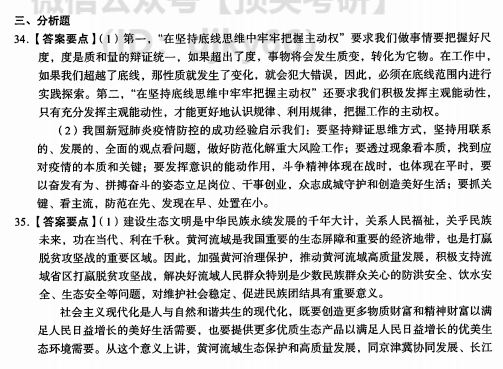 微信公众号【顶尖考研】
三、分析题
34.【答案要点】(1)第一,“在坚持底线思维中牢牢把握主动权”要求我们做事情要把握好尺
度,度是质和量的辩证统一,如果超出了度,事物将会发生质变,转化为它物。在工作中,
如果我们超越了底线,那性质就发生了变化,就会犯大错误,因此,必须在底线范围内进行
实践探索。第二,“在坚持底线思维中牢牢把握主动权”还要求我们积极发挥主观能动性,
只有充分发挥主观能动性,才能更好地认识规律、利用规律,把握工作的主动权。
(2)我国新冠肺炎疫情防控的成功经验启示我们:要坚持辩证思维方式,坚持用联系
的、发展的、全面的观点看问题,做好防范化解重大风险工作;要透过现象看本质,找到应
对疫情的本质和关键;要发挥意识的能动作用,斗争精神体现在战时,也体现在平时,要
以奋发有为、拼搏奋斗的姿态立足岗位、干事创业,众志成城守护和创造美好生活;要抓关
键、看主流,防范在先、发现在早、处置在小。
35.【答案要点】(1)建设生态文明是中华民族永续发展的千年大计,关系人民福祉,关乎民族
未来,功在当代、利在千秋。黄河流域是我国重要的生态屏障和重要的经济地带,也是打赢
脱贫攻坚战的重要区域。因此,加强黄河治理保护,推动黄河流域高质量发展,积极支持流
域省区打赢脱贫攻坚战,解决好流域人民群众特别是少数民族群众关心的防洪安全、饮水安
全、生态安全等问题,对维护社会稳定、促进民族团结具有重要意义。
社会主义现代化是人与自然和谐共生的现代化,既要创造更多物质财富和精神财富以满
足人民日益增长的美好生活需要,也要提供更多优质生态产品以满足人民日益增长的优美生
态环境需要。从这个意义上讲,黄河流域生态保护和高质量发展,同京津冀协同发展、长江